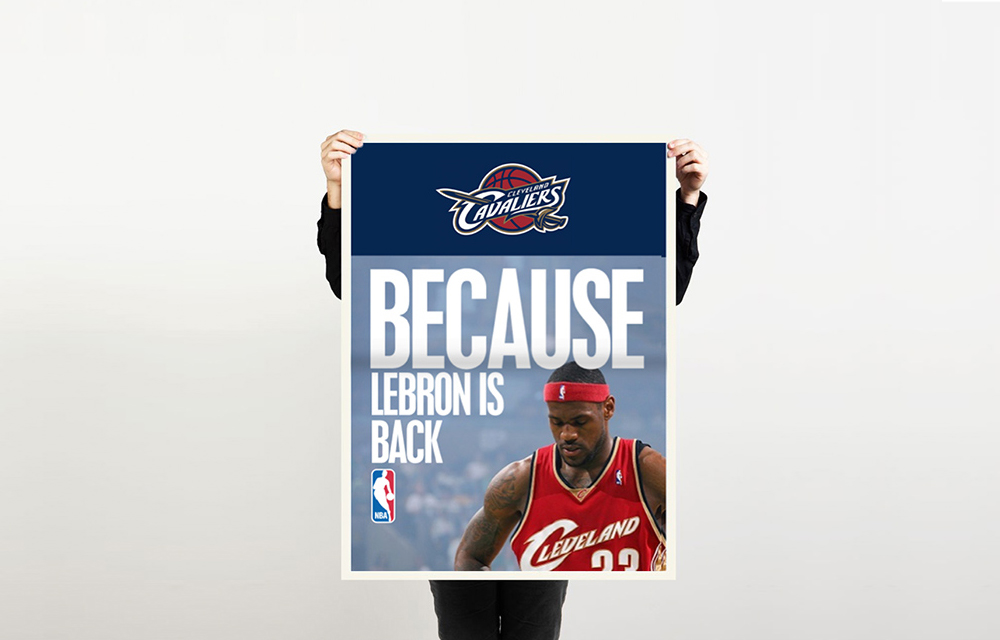 CLEVELAND
CAVALIERS
BECAUSE
LEBRON IS
BACK
NBA
CLEVELAND
23